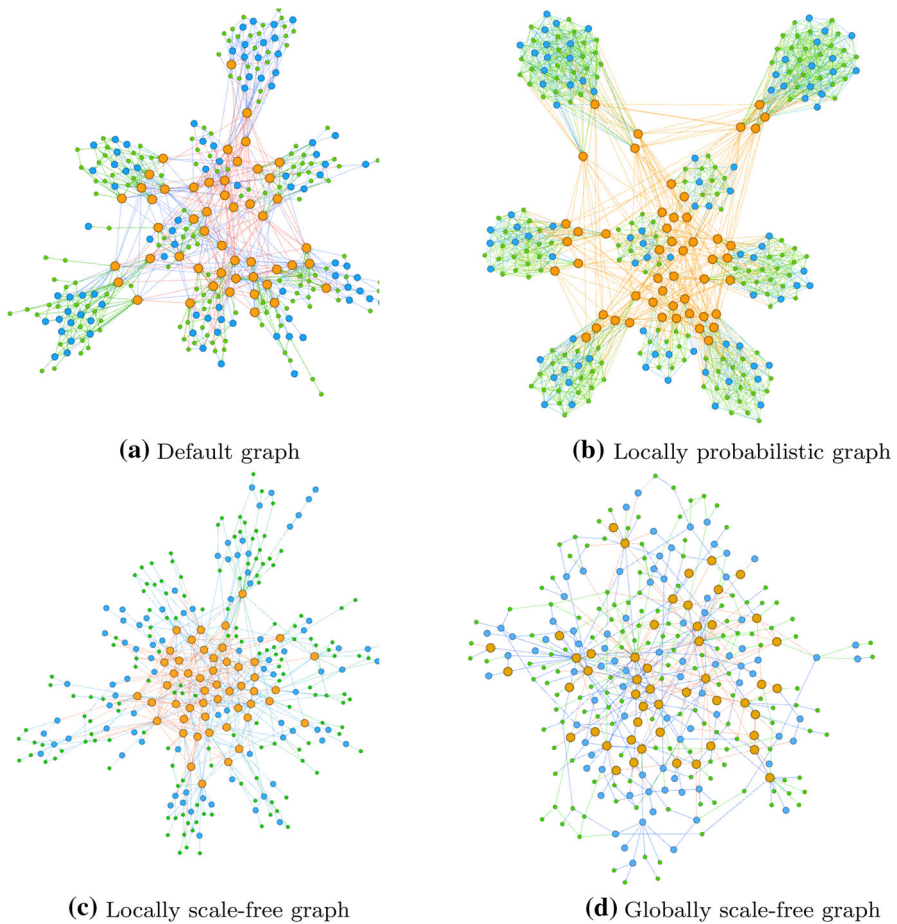 (a) Default graph
(b) Locally probabilistic graph
(c) Locally scale-free graph
(d) Globally scale-free graph